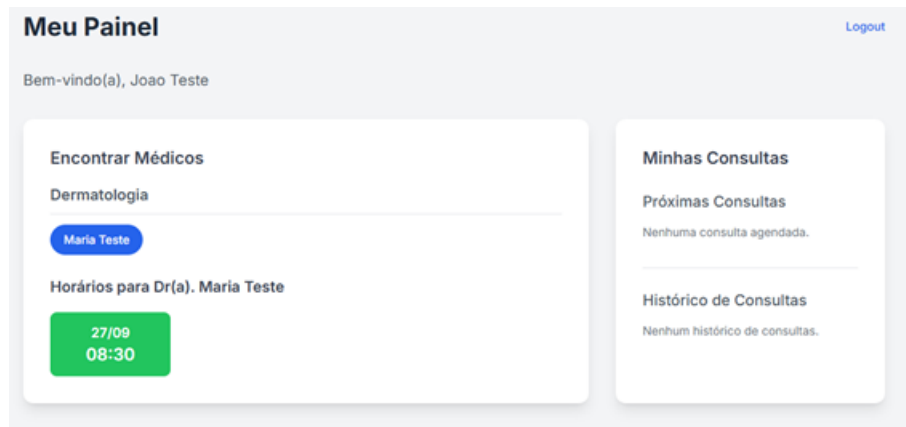 Meu Painel
Logout
Bem-vindo(a), Joao Teste
Encontrar Médicos
Dermatologia
Maria Teste
Horários para Dr(a). Maria Teste
27/09
08:30
Minhas Consultas
Próximas Consultas
Nenhuma consulta agendada.
Histórico de Consultas
Nenhum histórico de consultas.